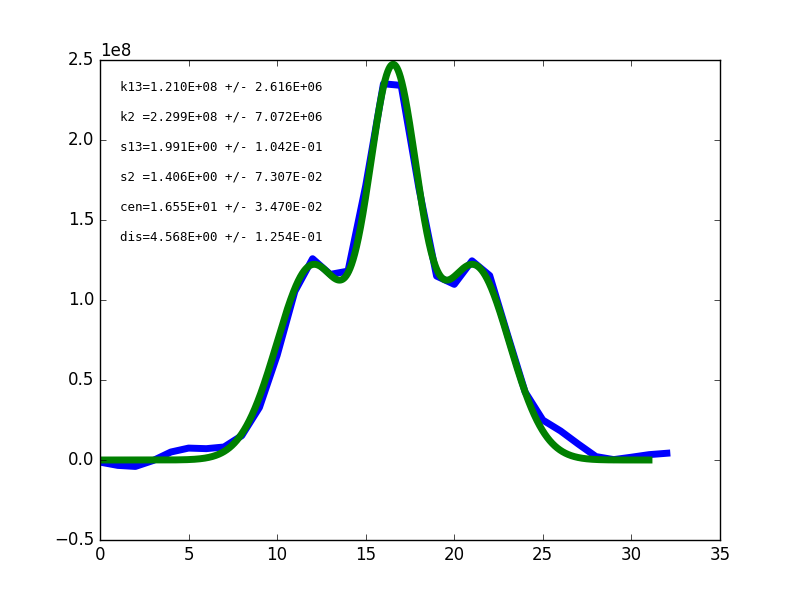 1e8
2.5
k13=1.210E+08 +/- 2.616E+06
k2 =2.299E+08 +/- 7.072E+06
2.0
s13=1.991E+00 +/- 1.042E-01
s2 =1.406E+00 +/- 7.307E-02
cen=1.655E+01 +/- 3.470E-02
1.5
dis=4.568E+00 +/- 1.254E-01
1.0
0.5
0.0
−0.5
0 5 10 15 20 25 30 35